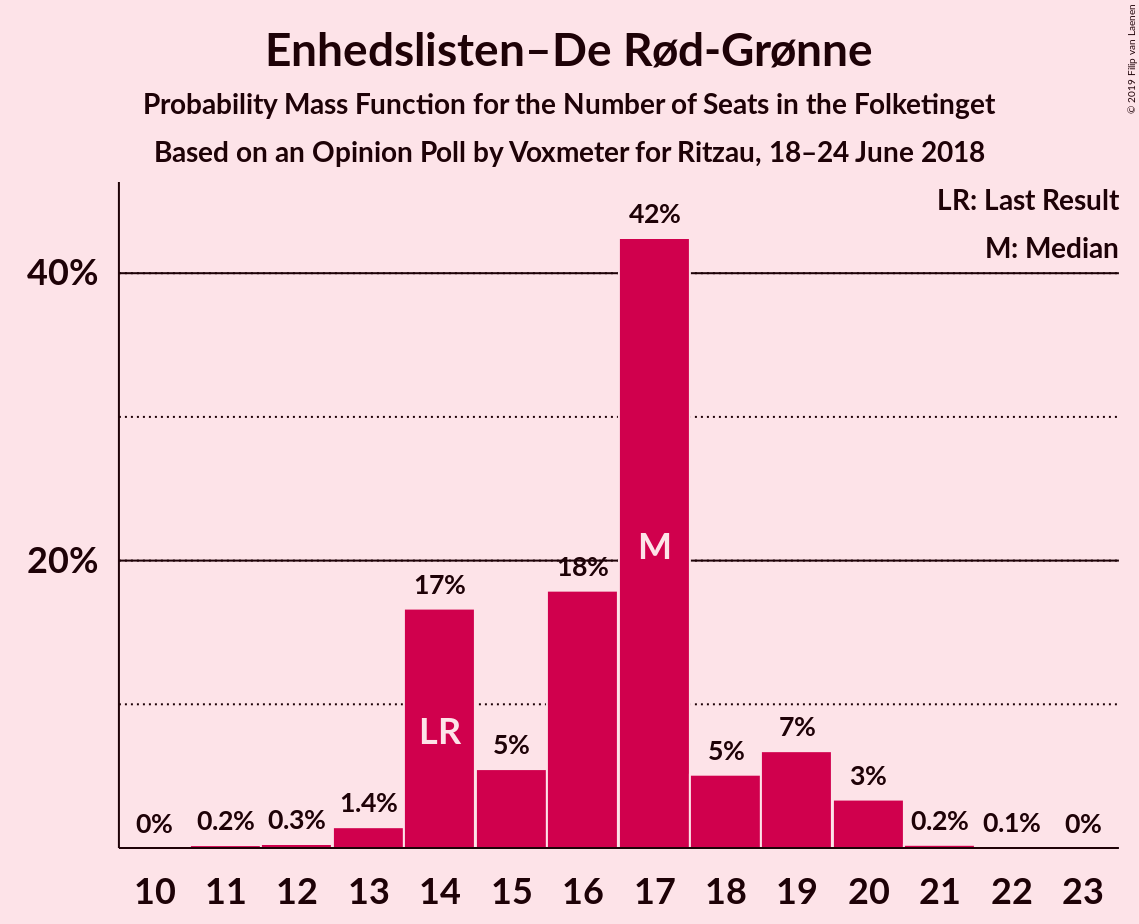 Enhedslisten–De Rød-Grønne
Probability Mass Function for the Number of Seats in the Folketinget
Based on an Opinion Poll by Voxmeter for Ritzau, 18–24 June 2018
© 2019 Filip van Laenen
LR: Last Result
M: Median
40%
20%
0%
0.2%
0.3%
1.4%
17%
5%
18%
42%
5%
7%
3%
0.2%
0.1%
0%
LR
M
10 11 12 13 14 15 16 17 18 19 20 21 22 23